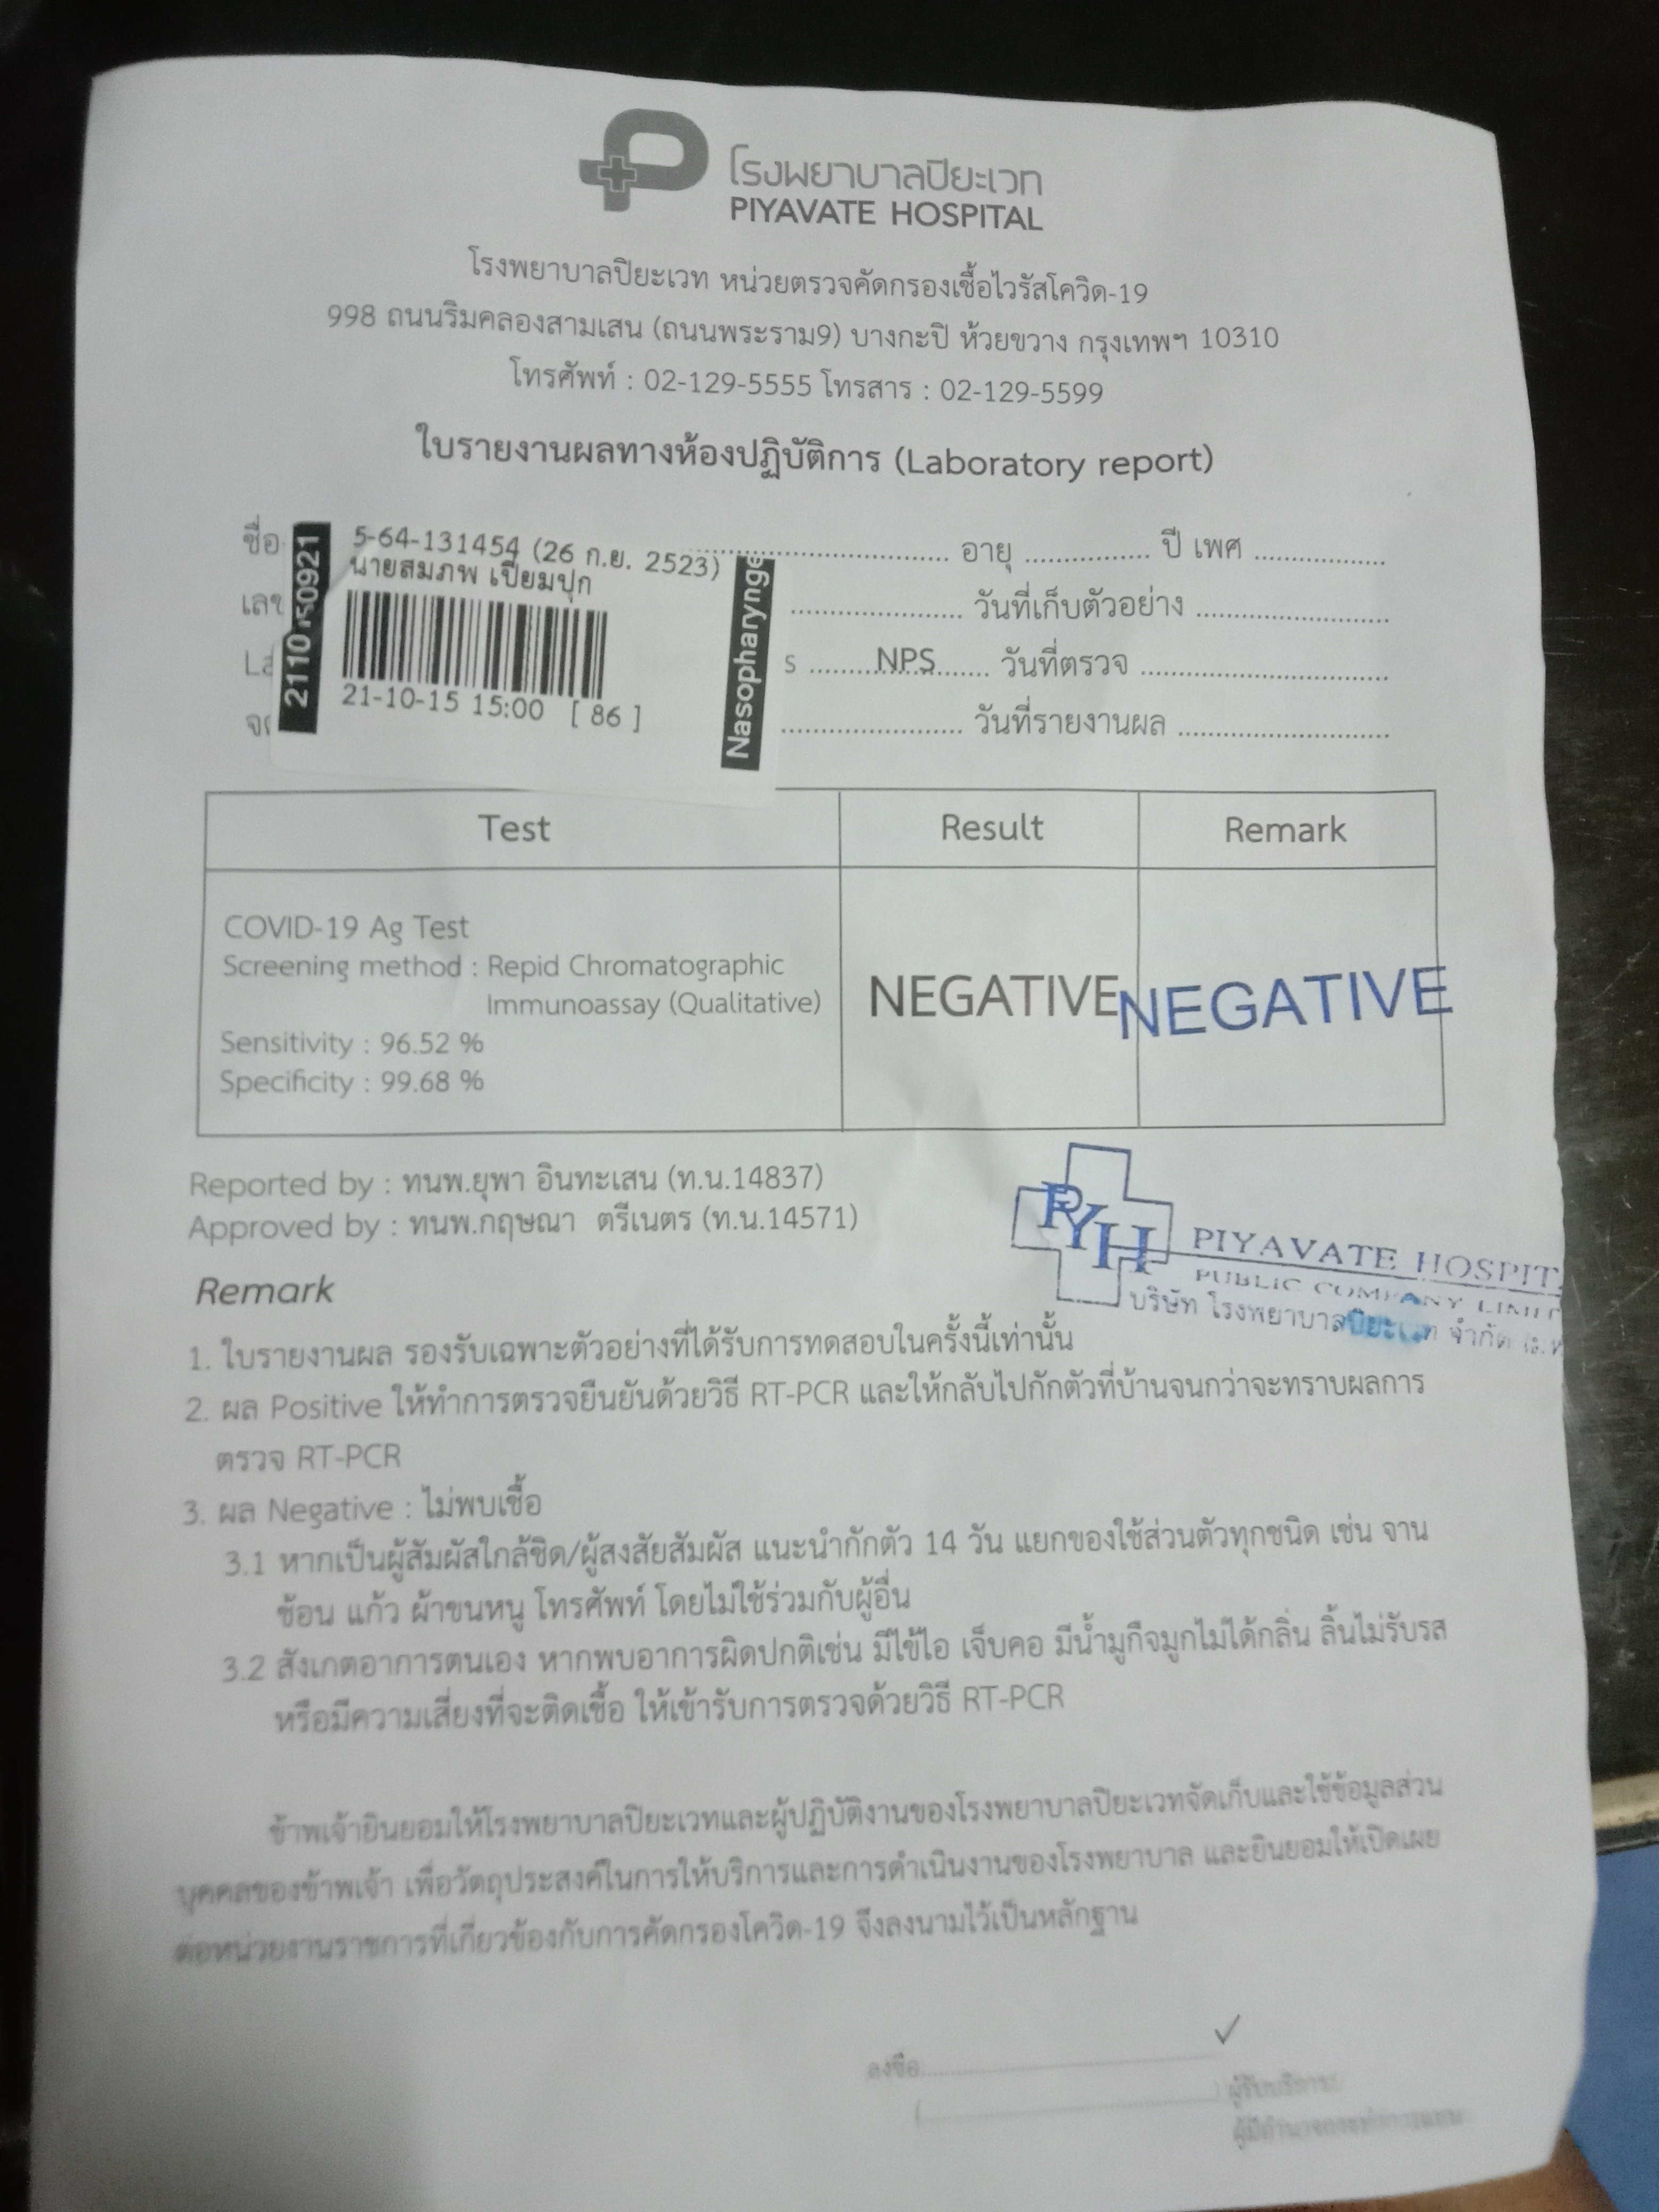 โรงพยาบาลปิยะเวท
PIYAVATE HOSPITAL
โรงพยาบาลปิยะเวท หน่วยตรวจคัดกรองเชื้อไวรัสโควิด-19
998 ถนนริมคลองสามเสน (ถนนพระราม9) บางกะปิ ห้วยขวาง กรุงเทพฯ 10310
โทรศัพท์ : 02-129-5555 โทรสาร : 02-129-5599
ใบรายงานผลทางห้องปฏิบัติการ (Laboratory report)
ชื่อ อายุ ปี เพศ
5-64-131454 (26 ก.ย. 2523)
นายสมภพ เปี่ยมปุก
วันที่เก็บตัวอย่าง
s NPS วันที่ตรวจ
21-10-15 15:00 [ 86 ]
วันที่รายงานผล
Nasopharynge
Test Result Remark
COVID-19 Ag Test
Screening method : Repid Chromatographic
Immunoassay (Qualitative)
NEGATIVE NEGATIVE
Sensitivity : 96.52 %
Specificity : 99.68 %
Reported by : ทนพ.ยุพา อินทะเสน (ท.น.14837)
Approved by : ทนพ.กฤษณา ตรีเนตร (ท.น.14571)
PYH PIYAVATE HOSPIT
PUBLIC COMPANY LIMIT
บริษัท โรงพยาบาลปิยะเวท จำกัด
Remark
1. ใบรายงานผล รองรับเฉพาะตัวอย่างที่ได้รับการทดสอบในครั้งนี้เท่านั้น
2. ผล Positive ให้ทำการตรวจยืนยันด้วยวิธี RT-PCR และให้กลับไปกักตัวที่บ้านจนกว่าจะทราบผลการ
ตรวจ RT-PCR
3. ผล Negative : ไม่พบเชื้อ
3.1 หากเป็นผู้สัมผัสใกล้ชิด/ผู้สงสัยสัมผัส แนะนำกักตัว 14 วัน แยกของใช้ส่วนตัวทุกชนิด เช่น จาน
ช้อน แก้ว ผ้าขนหนู โทรศัพท์ โดยไม่ใช้ร่วมกับผู้อื่น
3.2 สังเกตอาการตนเอง หากพบอาการผิดปกติเช่น มีไข้ไอ เจ็บคอ มีน้ำมูกืจมูกไม่ได้กลิ่น ลิ้นไม่รับรส
หรือมีความเสี่ยงที่จะติดเชื้อ ให้เข้ารับการตรวจด้วยวิธี RT-PCR
ข้าพเจ้ายินยอมให้โรงพยาบาลปิยะเวทและผู้ปฏิบัติงานของโรงพยาบาลปิยะเวทจัดเก็บและใช้ข้อมูลส่วน
บุคคลของข้าพเจ้า เพื่อวัตถุประสงค์ในการให้บริการและการดำเนินงานของโรงพยาบาล และยินยอมให้เปิดเผย
ต่อหน่วยงานราชการที่เกี่ยวข้องกับการคัดกรองโควิด-19 จึงลงนามไว้เป็นหลักฐาน
ลงชื่อ
ผู้รับบริการ